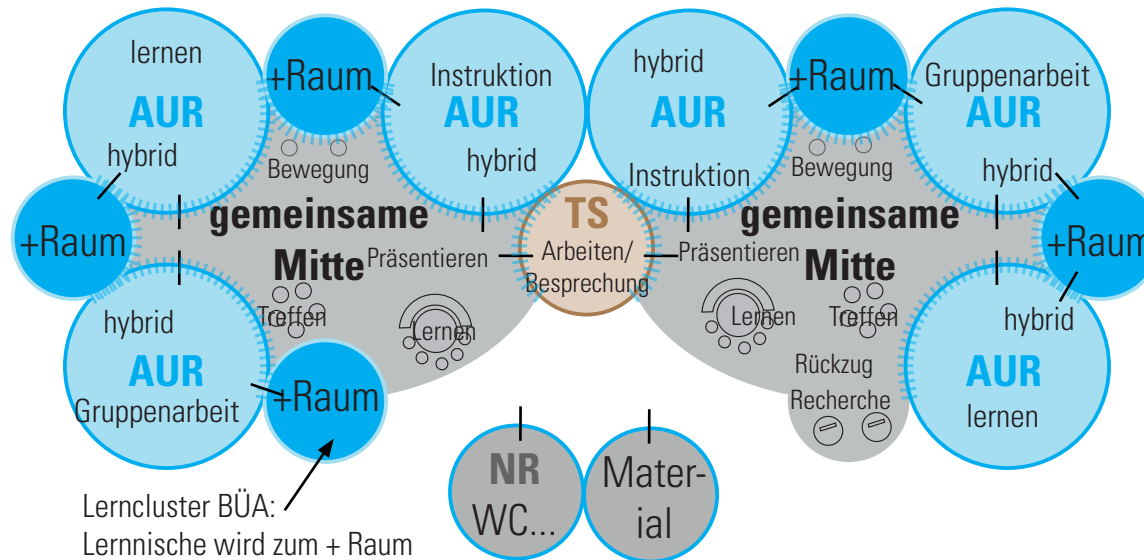 lernen
AUR
hybrid
+Raum
Instruktion
AUR
hybrid
hybrid
AUR
Instruktion
+Raum
Gruppenarbeit
AUR
hybrid
Bewegung
gemeinsame
Mitte
Präsentieren
Treffen
Lernen
+Raum
hybrid
AUR
Gruppenarbeit
+Raum
TS
Arbeiten/
Besprechung
Bewegung
gemeinsame
Mitte
Präsentieren
Lernen
Treffen
Rückzug
Recherche
+Raum
hybrid
AUR
lernen
NR
WC...
Mater-
ial
Lerncluster BÜA:
Lernnische wird zum + Raum